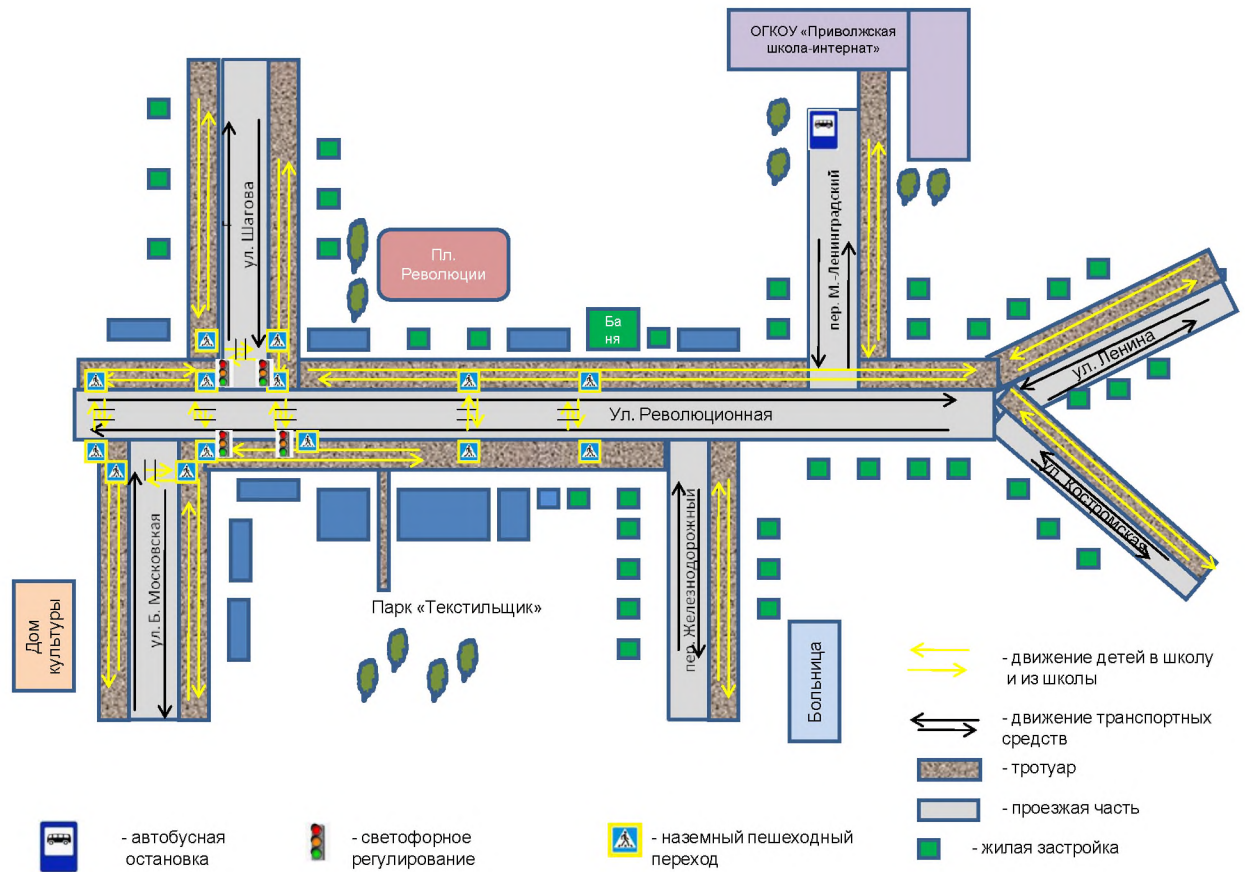 ОГКОУ «Приволжская
школа-интернат»
ул. Шагова
Пл.
Революции
пер. М.-Ленинградский
Ба
ня
ул. Ленина
Ул. Революционная
ул. Костромская
ул. Б. Московская
пер. Железнодорожный
Дом
культуры
Парк «Текстильщик»
Больница
- движение детей в школу
и из школы
- движение транспортных
средств
- тротуар
- проезжая часть
- жилая застройка
- автобусная
остановка
- светофорное
регулирование
- наземный пешеходный
переход